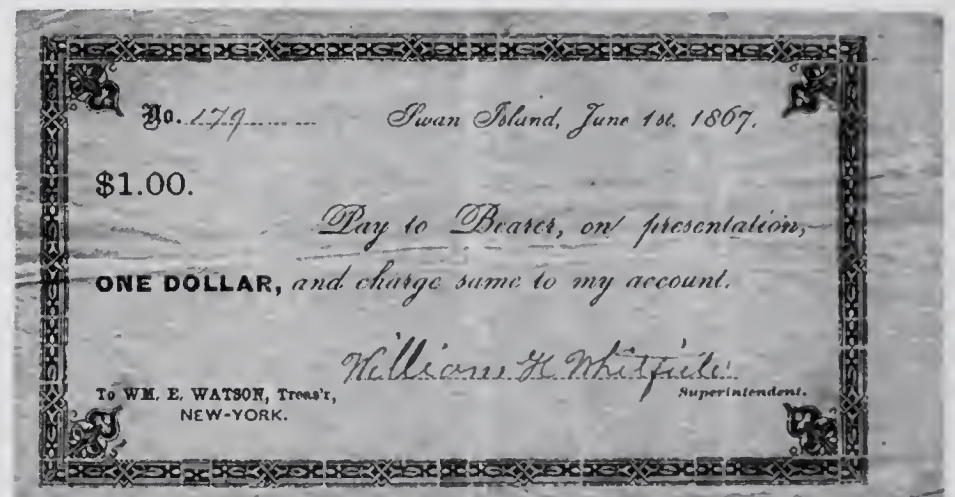 No. 179
Swan Island, June 1st. 1867.
$1.00.
Pay to Bearer, on presentation,
ONE DOLLAR, and charge same to my account.
William H Whitfield
Superintendent.
To WM. E. WATSON, Treas'r,
NEW-YORK.